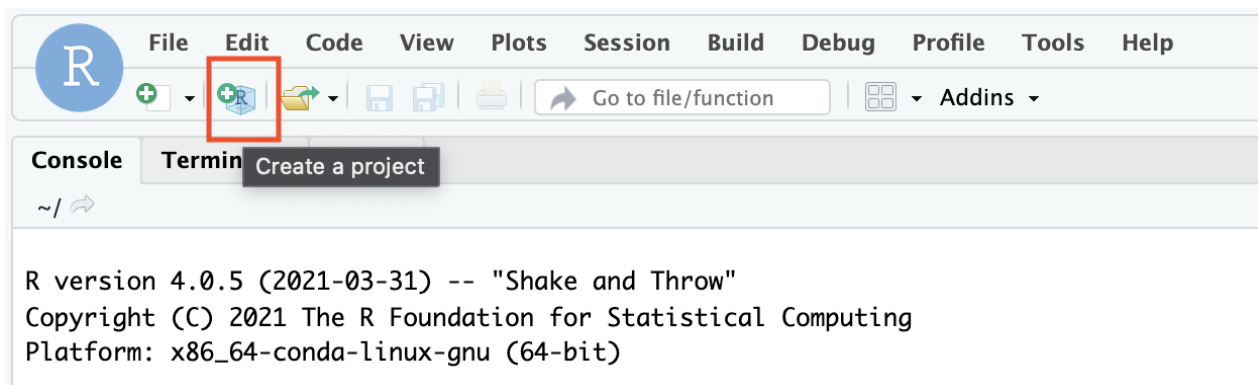 R
File Edit Code View Plots Session Build Debug Profile Tools Help
R Go to file/function Addins
Console Termin
Create a project
~/
R version 4.0.5 (2021-03-31) -- "Shake and Throw"
Copyright (C) 2021 The R Foundation for Statistical Computing
Platform: x86_64-conda-linux-gnu (64-bit)